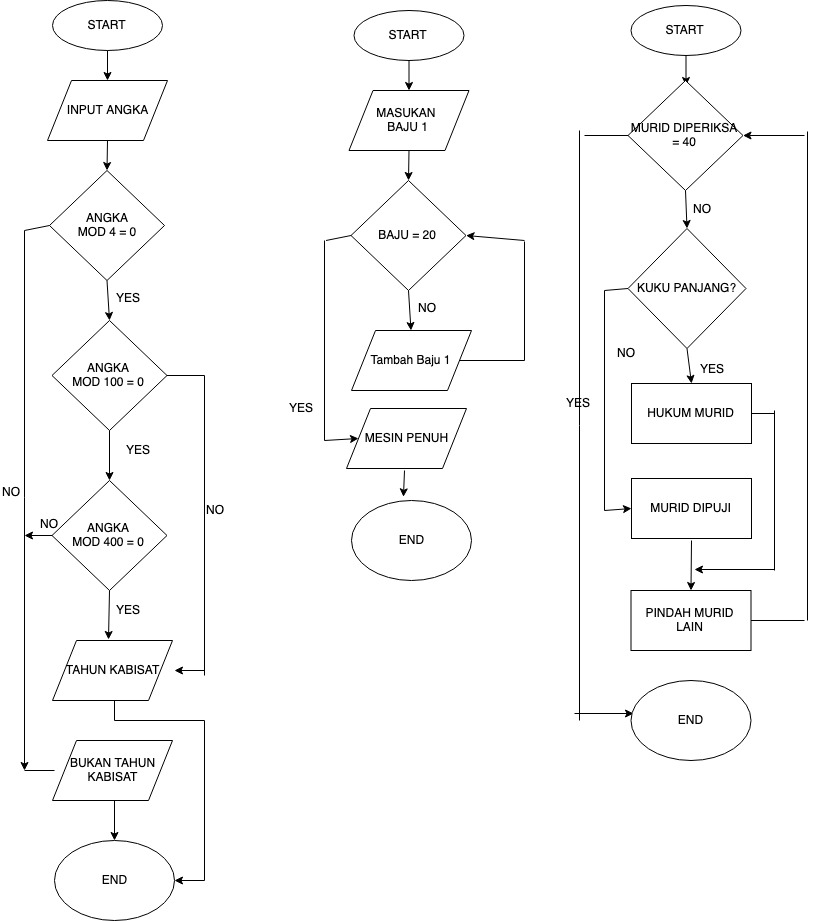 START
INPUT ANGKA
ANGKA
MOD 4 = 0
YES
ANGKA
MOD 100 = 0
YES
NO
NO
NO
ANGKA
MOD 400 = 0
YES
TAHUN KABISAT
BUKAN TAHUN
KABISAT
END
START
MASUKAN
BAJU 1
BAJU = 20
NO
Tambah Baju 1
YES
MESIN PENUH
END
START
MURID DIPERIKSA
= 40
NO
KUKU PANJANG?
NO
YES
YES
HUKUM MURID
MURID DIPUJI
PINDAH MURID
LAIN
END